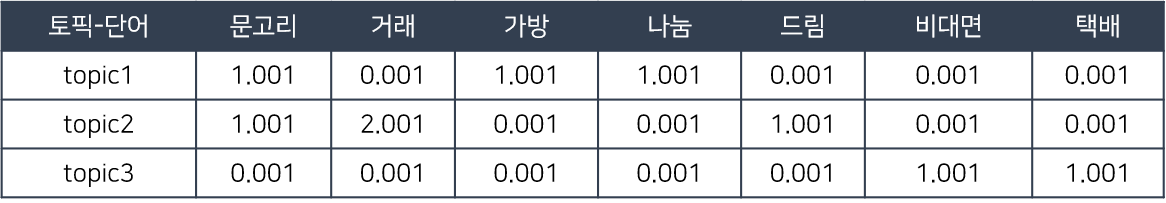 토픽-단어 문고리 거래 가방 나눔 드림 비대면 택배
topic1 1.001 0.001 1.001 1.001 0.001 0.001 0.001
topic2 1.001 2.001 0.001 0.001 1.001 0.001 0.001
topic3 0.001 0.001 0.001 0.001 0.001 1.001 1.001